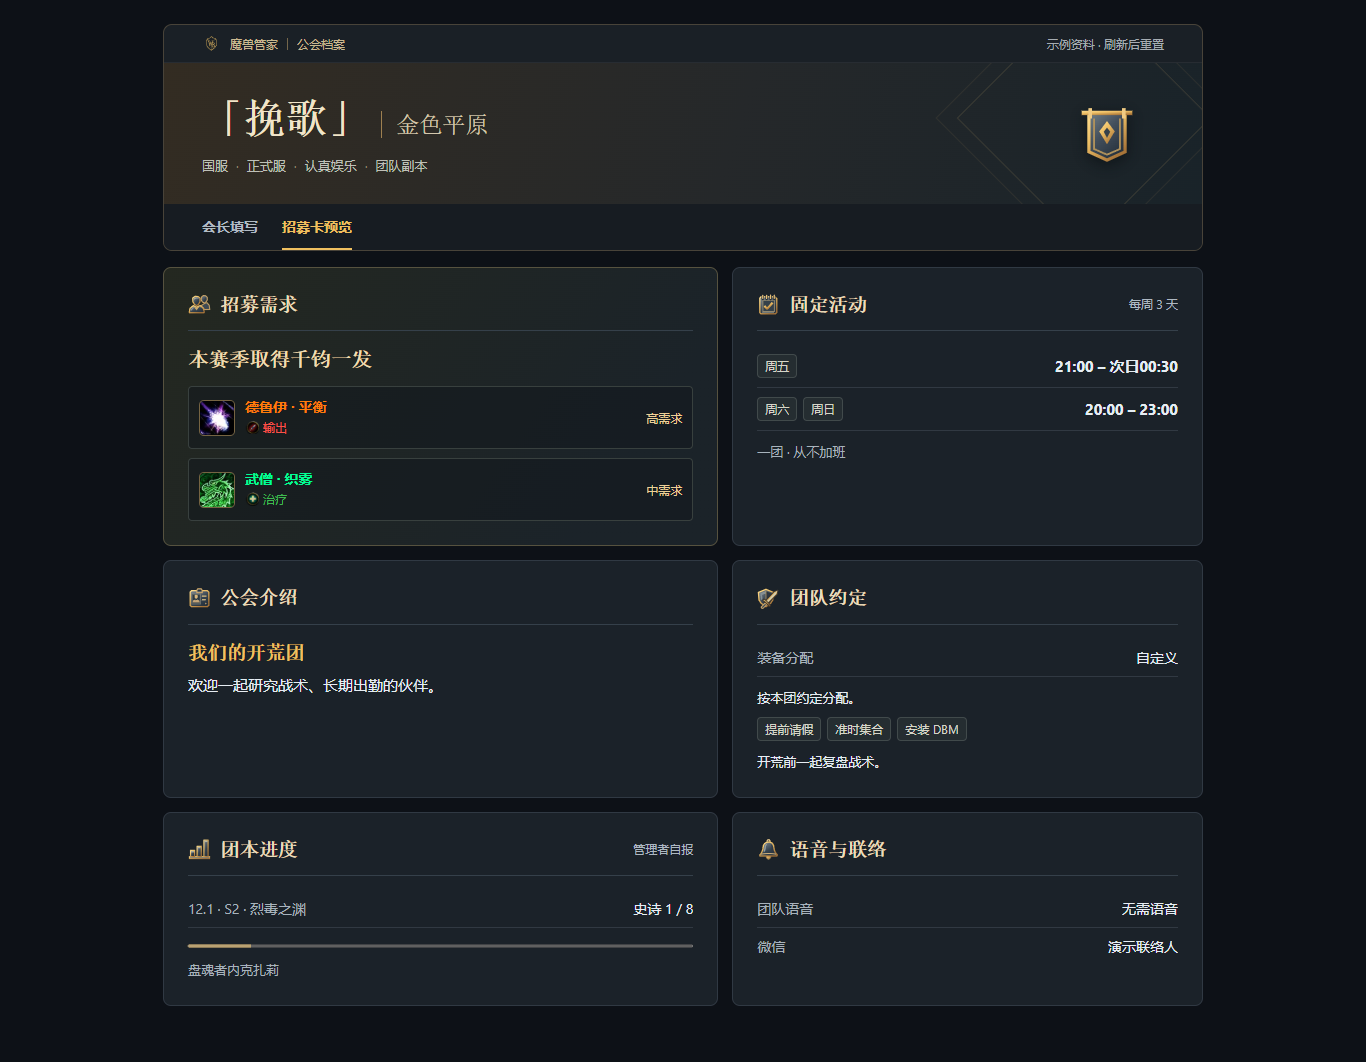 魔兽管家 | 公会档案
示例资料 · 刷新后重置
「挽歌」 | 金色平原
国服 · 正式服 · 认真娱乐 · 团队副本
会长填写 招募卡预览
招募需求
本赛季取得千钧一发
德鲁伊 · 平衡
输出
高需求
武僧 · 织雾
治疗
中需求
固定活动
每周 3 天
周五 21:00 – 次日00:30
周六 周日 20:00 – 23:00
一团 · 从不加班
公会介绍
我们的开荒团
欢迎一起研究战术、长期出勤的伙伴。
团队约定
装备分配 自定义
按本团约定分配。
提前请假 准时集合 安装 DBM
开荒前一起复盘战术。
团本进度
管理者自报
12.1 · S2 · 烈毒之渊 史诗 1 / 8
盘魂者内克扎莉
语音与联络
团队语音 无需语音
微信 演示联络人